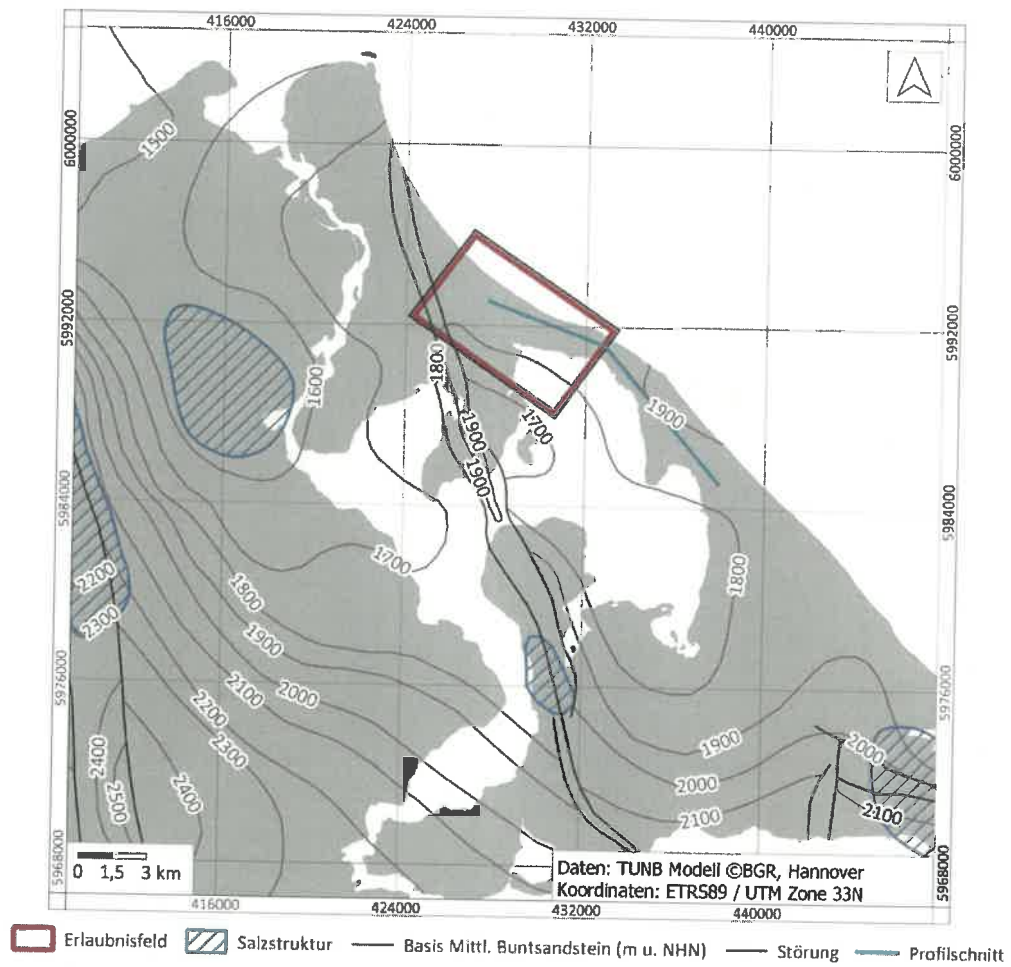 416000 424000 432000 440000
6000000 6000000
1500
5992000 5992000
1600 1800 1900
1700
1900
1900
5984000 5984000
1700 1800
2200 1800
2300 1900
5976000 5976000
2100 2000
2200 1900
2300 2000 2000
2400 2100 2100
2500 2400
5968000 5968000
0 1,5 3 km
Daten: TUNB Modell ©BGR, Hannover
Koordinaten: ETRS89 / UTM Zone 33N
416000 424000 432000 440000
Erlaubnisfeld Salzstruktur Basis Mittl. Buntsandstein (m u. NHN) Störung Profilschnitt